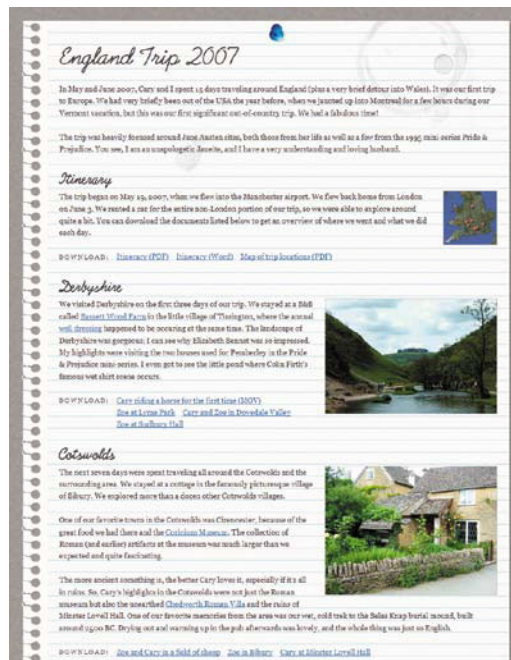 England Trip 2007
In May and June 2007, Cary and I spent 15 days traveling around England (plus a very brief detour into Wales). It was our first trip
to Europe. We had very briefly been out of the USA the year before, when we jaunted up into Montreal for a few hours during our
Vermont vacation, but this was our first significant out-of-country trip. We had a fabulous time!
The trip was heavily focused around Jane Austen sites, both those from her life as well as a few from the 1995 mini-series Pride &
Prejudice. You see, I am an unapologetic Janeite, and I have a very understanding and loving husband.
Itinerary
The trip began on May 19, 2007, when we flew into the Manchester airport. We flew back home from London
on June 3. We rented a car for the entire non-London portion of our trip, so we were able to explore around
quite a bit. You can download the documents listed below to get an overview of where we went and what we did
each day.
DOWNLOAD: Itinerary (PDF) Itinerary (Word) Map of trip locations (PDF)
Derbyshire
We visited Derbyshire on the first three days of our trip. We stayed at a B&B
called Bassett Wood Farm in the little village of Tissington, where the annual
well dressing happened to be occuring at the same time. The landscape of
Derbyshire was gorgeous; I can see why Elizabeth Bennet was so impressed.
My highlights were visiting the two houses used for Pemberley in the Pride
& Prejudice mini-series. I even got to see the little pond where Colin Firth's
famous wet shirt scene occurs.
DOWNLOAD: Cary riding a horse for the first time (MOV)
Zoe at Lyme Park Cary and Zoe in Dovedale Valley
Zoe at Sudbury Hall
Cotswolds
The next seven days were spent traveling all around the Cotswolds and the
surrounding area. We stayed at a cottage in the famously picturesque village
of Bibury. We explored more than a dozen other Cotswolds villages.
One of our favorite towns in the Cotswolds was Cirencester, because of the
great food we had there and the Corinium Museum. The collection of
Roman (and earlier) artifacts at the museum was much larger than we
expected and quite fascinating.
The more ancient something is, the better Cary loves it, especially if it's all
in ruins. So, Cary's highlights in the Cotswolds were not just the Roman
museum but also the unearthed Chedworth Roman Villa and the ruins of
Minster Lovell Hall. One of our favorite memories from the area was our wet, cold trek to the Belas Knap burial mound, built
around 2500 BC. Drying out and warming up in the pub afterwards was lovely, and the whole thing was just so English.
DOWNLOAD: Zoe and Cary in a field of sheep Zoe in Bibury Cary at Minster Lovell Hall